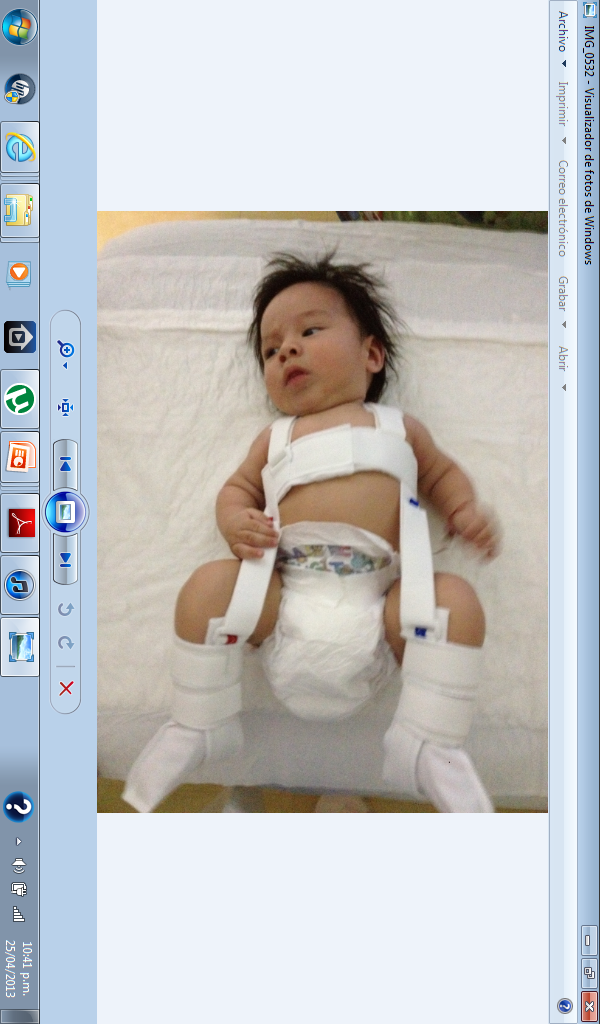 IMG_0532 - Visualizador de fotos de Windows
Archivo Imprimir Correo electrónico Grabar Abrir
10:41 p.m.
25/04/2013